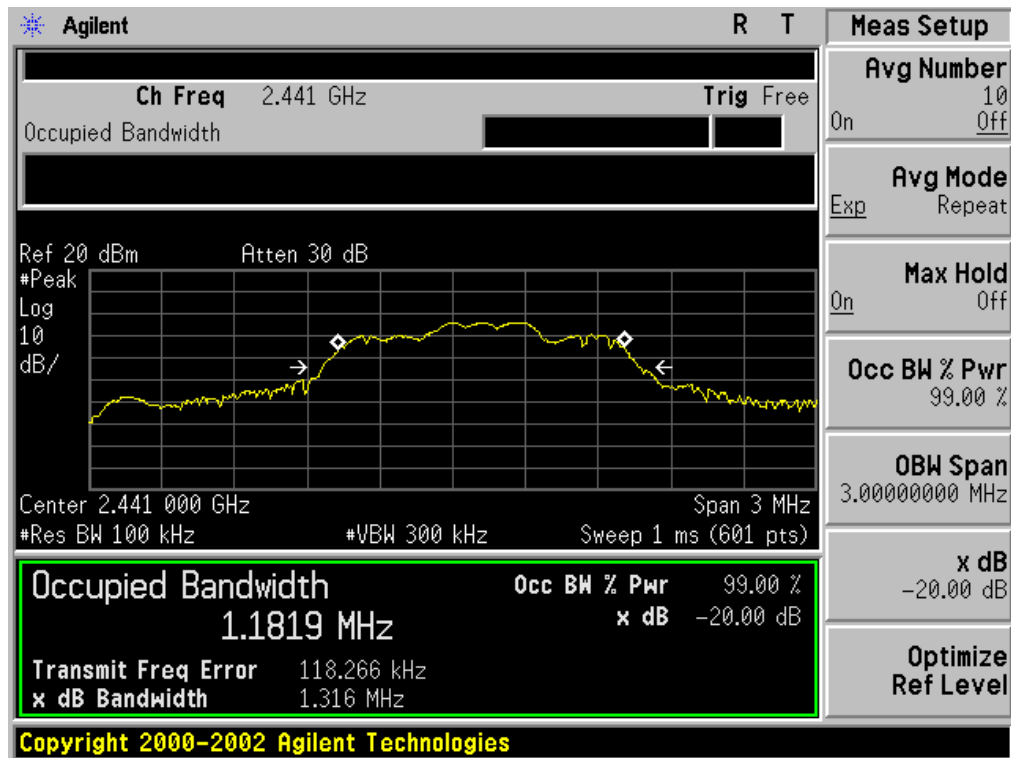 Agilent R T
Meas Setup
Ch Freq 2.441 GHz Trig Free
Occupied Bandwidth
Ref 20 dBm Atten 30 dB
#Peak
Log
10
dB/
Center 2.441 000 GHz Span 3 MHz
#Res BW 100 kHz #VBW 300 kHz Sweep 1 ms (601 pts)
Occupied Bandwidth
1.1819 MHz
Occ BW % Pwr 99.00 %
x dB -20.00 dB
Transmit Freq Error 118.266 kHz
x dB Bandwidth 1.316 MHz
Avg Number
10
On Off
Avg Mode
Exp Repeat
Max Hold
On Off
Occ BW % Pwr
99.00 %
OBW Span
3.00000000 MHz
x dB
-20.00 dB
Optimize
Ref Level
Copyright 2000-2002 Agilent Technologies